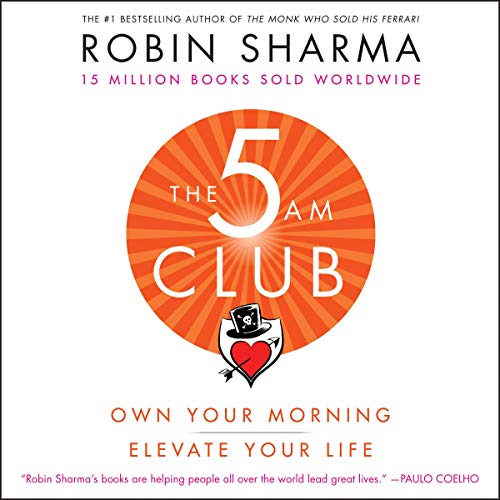 THE #1 BESTSELLING AUTHOR OF THE MONK WHO SOLD HIS FERRARI
ROBIN SHARMA
15 MILLION BOOKS SOLD WORLDWIDE
THE 5 AM
CLUB
OWN YOUR MORNING
ELEVATE YOUR LIFE
"Robin Sharma's books are helping people all over the world lead great lives." —PAULO COELHO